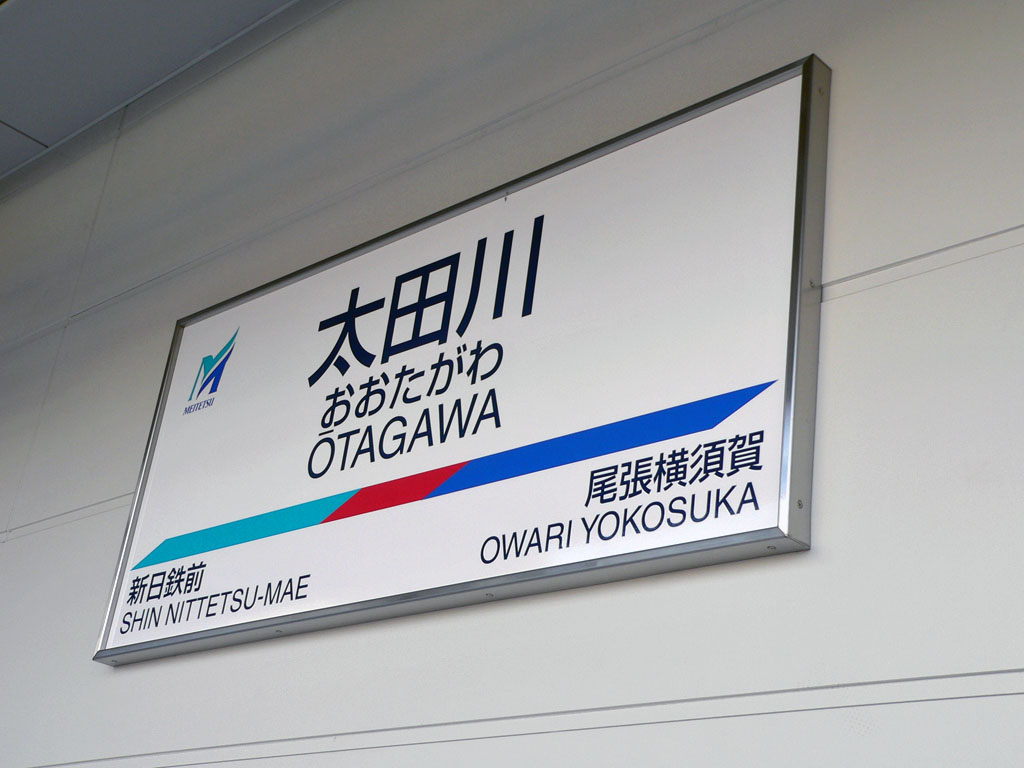 MEITETSU
太田川
おおたがわ
ŌTAGAWA
新日鉄前
SHIN NITTETSU-MAE
尾張横須賀
OWARI YOKOSUKA